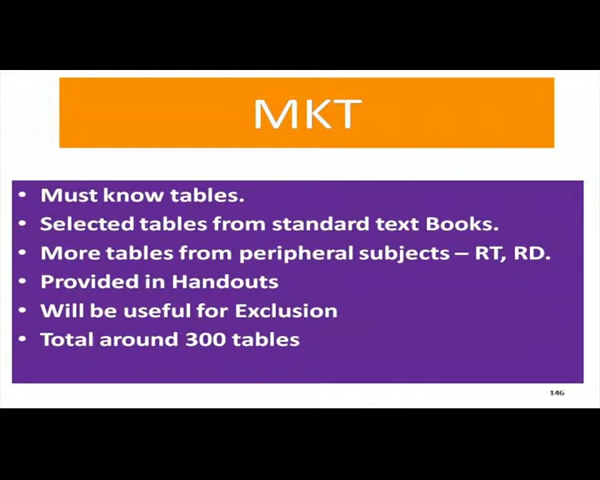 MKT
• Must know tables.
• Selected tables from standard text Books.
• More tables from peripheral subjects – RT, RD.
• Provided in Handouts
• Will be useful for Exclusion
• Total around 300 tables
146